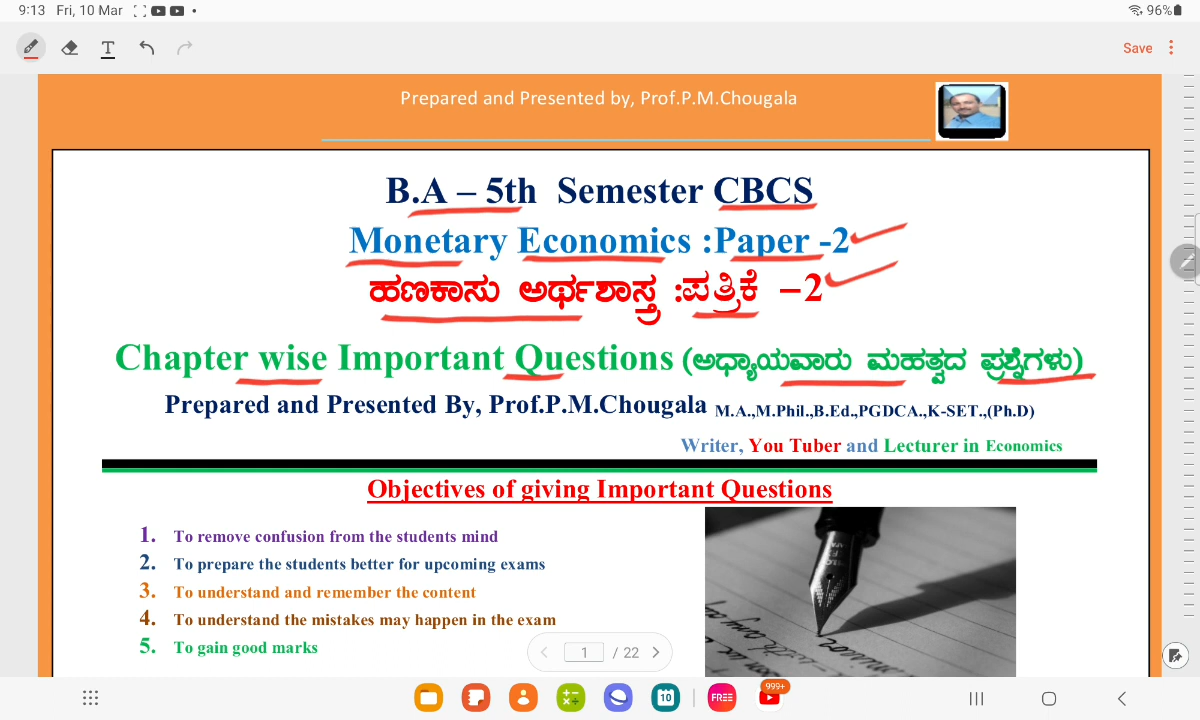 9:13 Fri, 10 Mar
96%
Save
Prepared and Presented by, Prof.P.M.Chougala
B.A – 5th Semester CBCS
Monetary Economics :Paper -2
ಹಣಕಾಸು ಅರ್ಥಶಾಸ್ತ್ರ :ಪತ್ರಿಕೆ –2
Chapter wise Important Questions (ಅಧ್ಯಾಯವಾರು ಮಹತ್ವದ ಪ್ರಶ್ನೆಗಳು)
Prepared and Presented By, Prof.P.M.Chougala M.A.,M.Phil.,B.Ed.,PGDCA.,K-SET.,(Ph.D)
Writer, You Tuber and Lecturer in Economics
Objectives of giving Important Questions
1. To remove confusion from the students mind
2. To prepare the students better for upcoming exams
3. To understand and remember the content
4. To understand the mistakes may happen in the exam
5. To gain good marks
1 / 22
10
FREE
999+